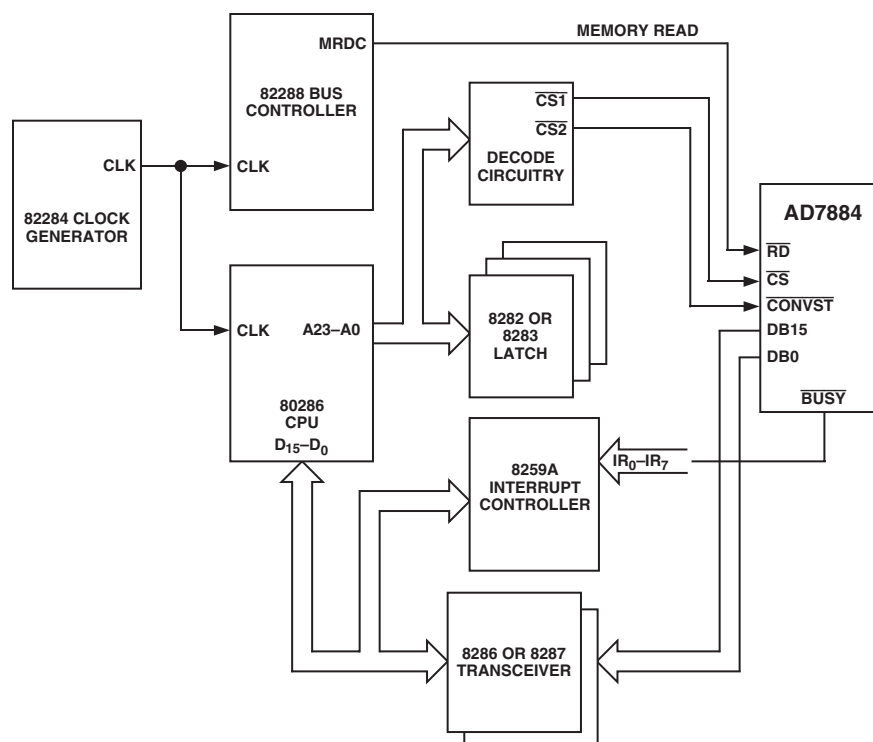 MEMORY READ
MRDC
82288 BUS
CONTROLLER
CLK
CS1
CS2
DECODE
CIRCUITRY
CLK
82284 CLOCK
GENERATOR
AD7884
RD
CS
CONVST
DB15
DB0
BUSY
CLK
A23–A0
80286
CPU
D15–D0
8282 OR
8283
LATCH
8259A
INTERRUPT
CONTROLLER
IR0–IR7
8286 OR 8287
TRANSCEIVER